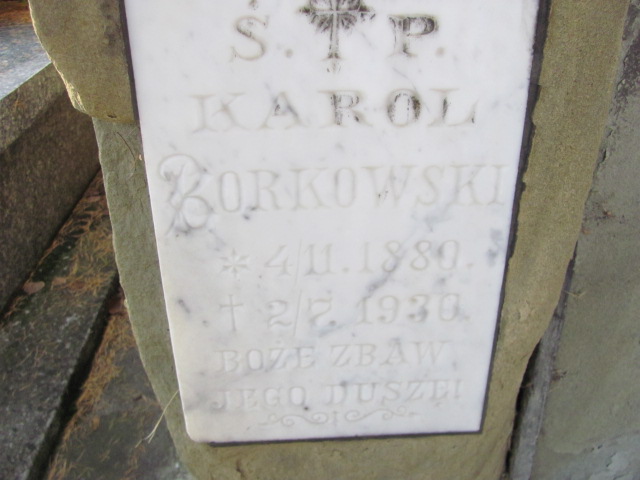 Ś. P.
KAROL
BORKOWSKI
* 4/11. 1880.
† 2/7. 1930
BOŻE ZBAW
JEGO DUSZĘ!